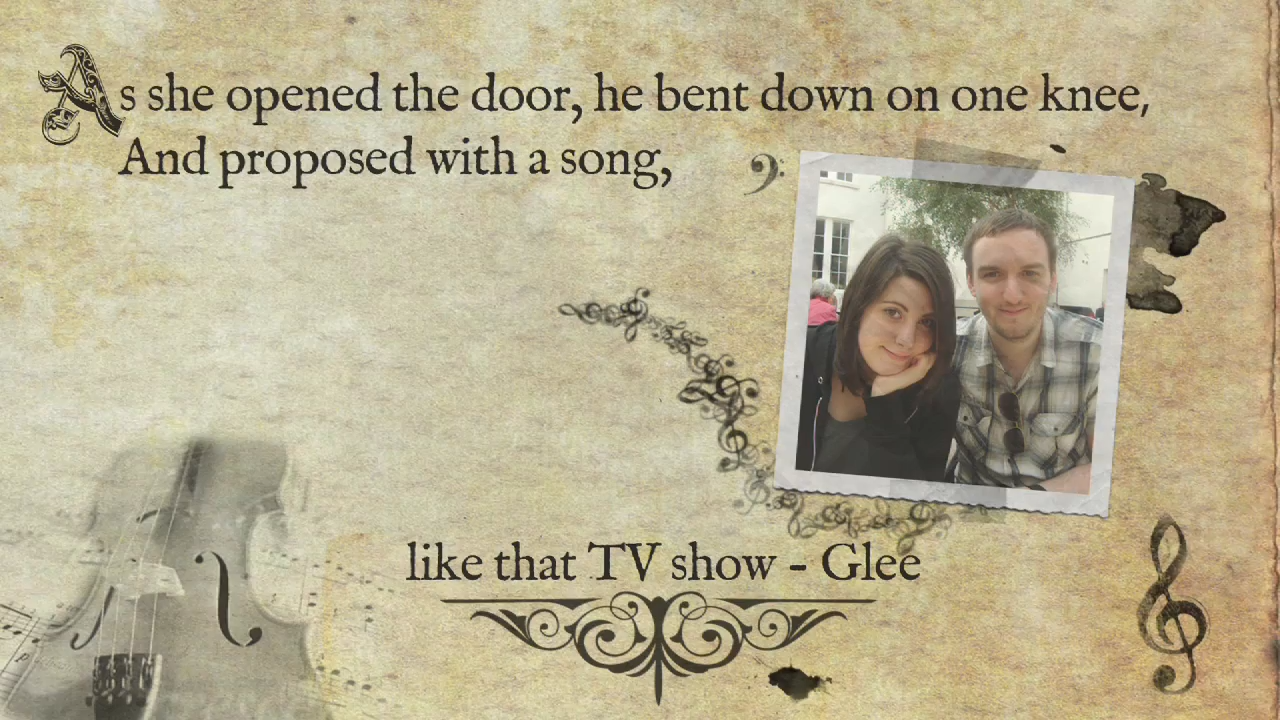 As she opened the door, he bent down on one knee,
And proposed with a song,
like that TV show - Glee